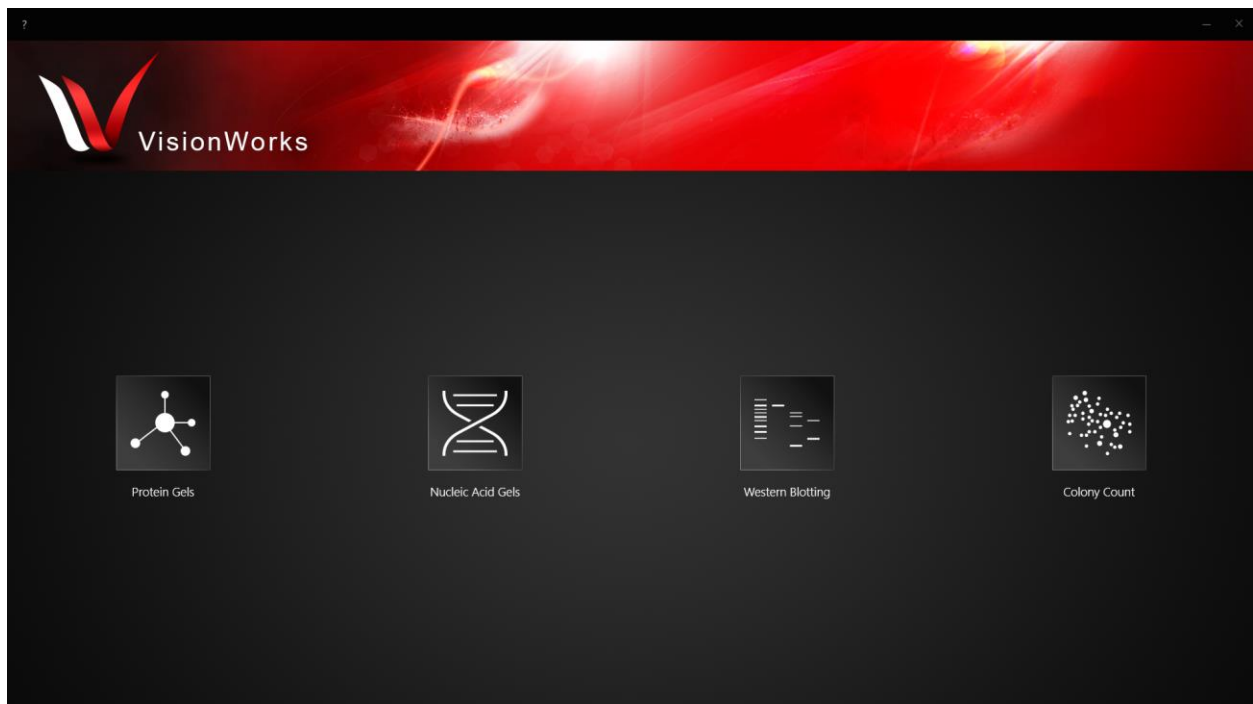 ?
VisionWorks
Protein Gels
Nucleic Acid Gels
Western Blotting
Colony Count